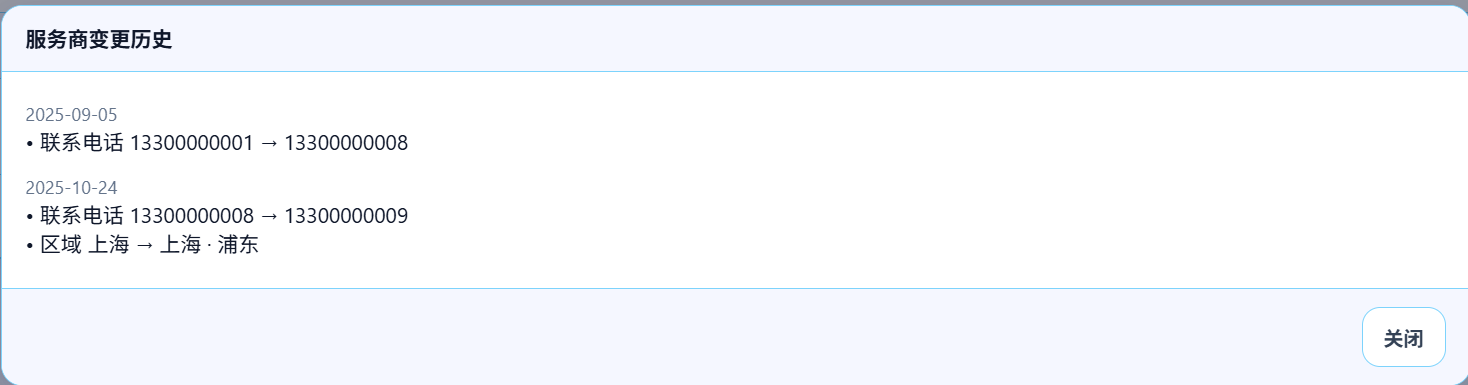 服务商变更历史
2025-09-05
• 联系电话 13300000001 → 13300000008
2025-10-24
• 联系电话 13300000008 → 13300000009
• 区域 上海 → 上海 · 浦东
关闭